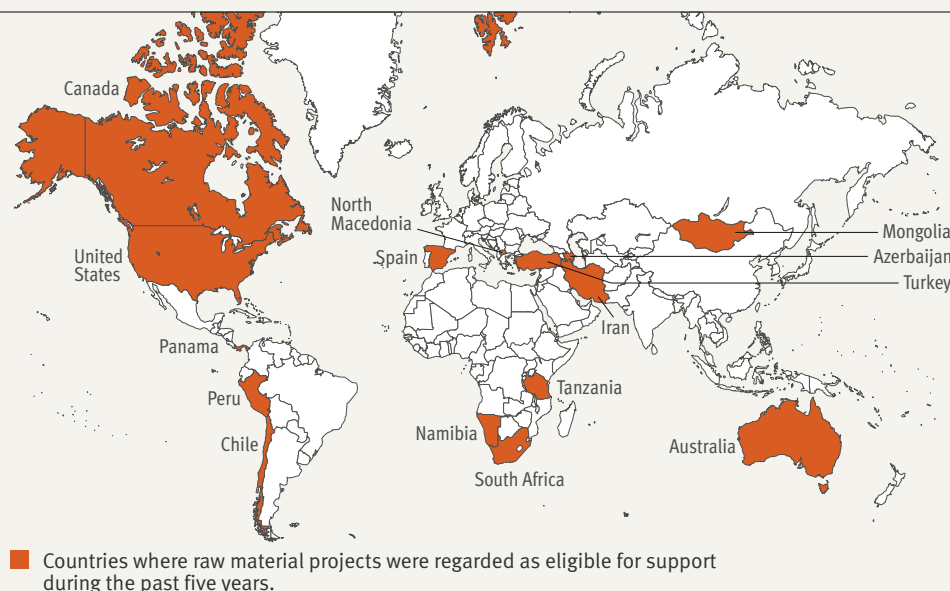 Canada
North
Macedonia
Mongolia
United
States
Spain
Azerbaijan
Turkey
Iran
Panama
Peru
Tanzania
Chile
Namibia
Australia
South Africa
Countries where raw material projects were regarded as eligible for support
during the past five years.